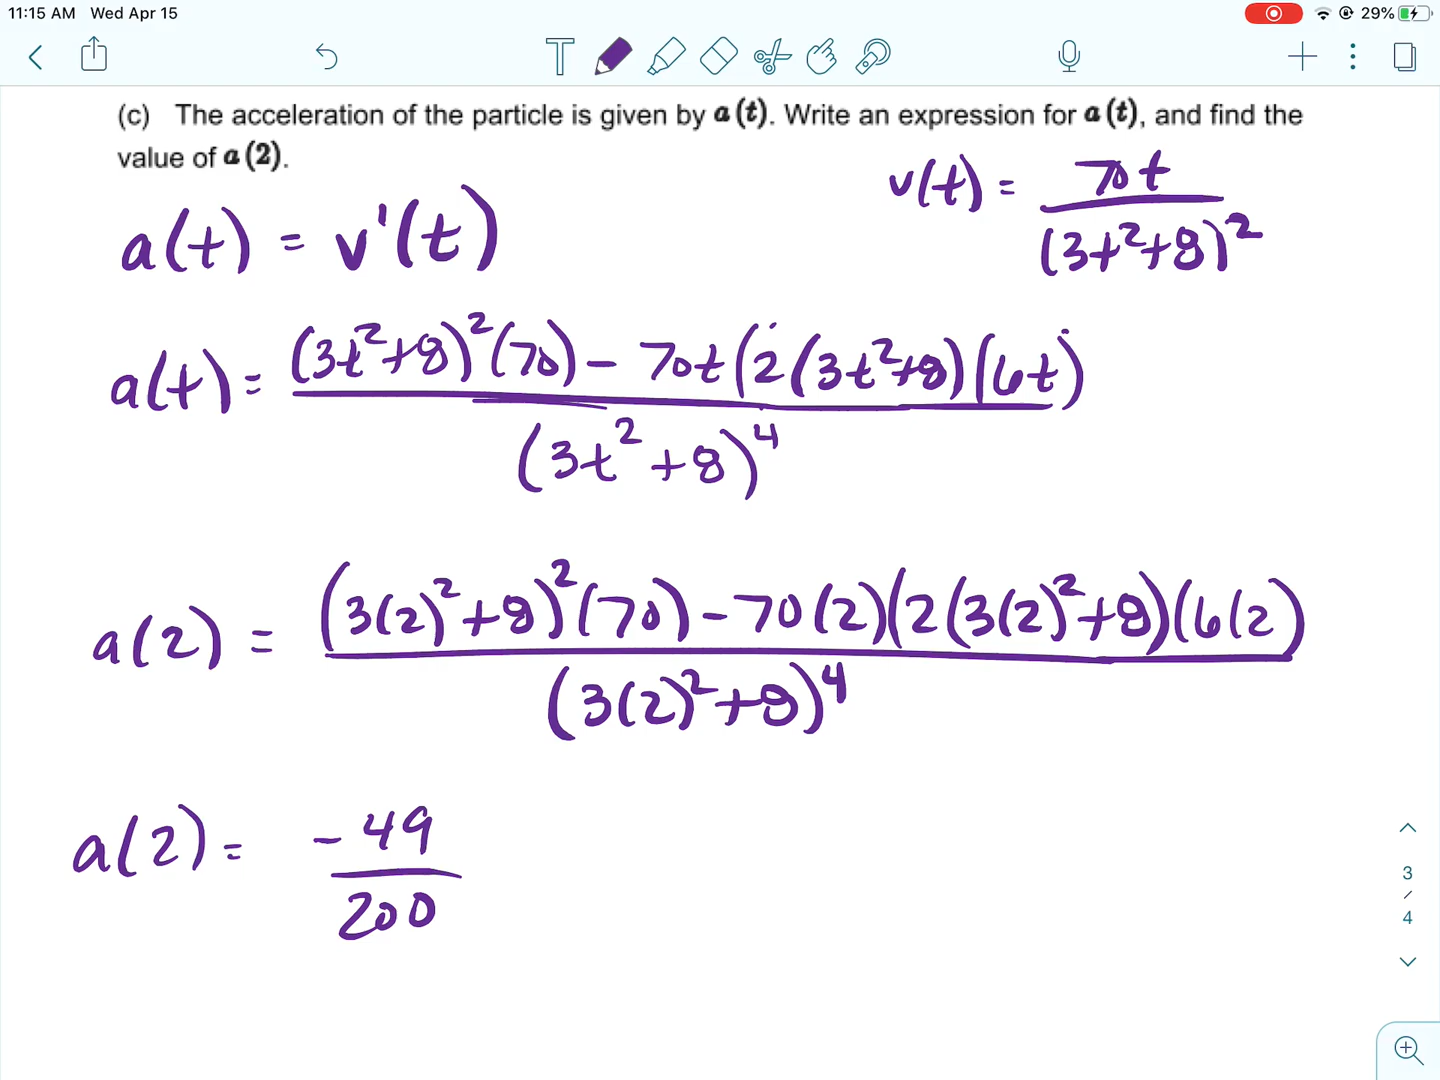 11:15 AM Wed Apr 15 29%
(c) The acceleration of the particle is given by a(t). Write an expression for a(t), and find the
value of a(2).
v(t) = 70t / (3t²+8)²
a(t) = v'(t)
a(t) = (3t²+8)²(70) - 70t(2(3t²+8)(6t) / (3t²+8)⁴
a(2) = (3(2)²+8)²(70) - 70(2)(2(3(2)²+8)(6(2) / (3(2)²+8)⁴
a(2) = -49 / 200
3
/
4